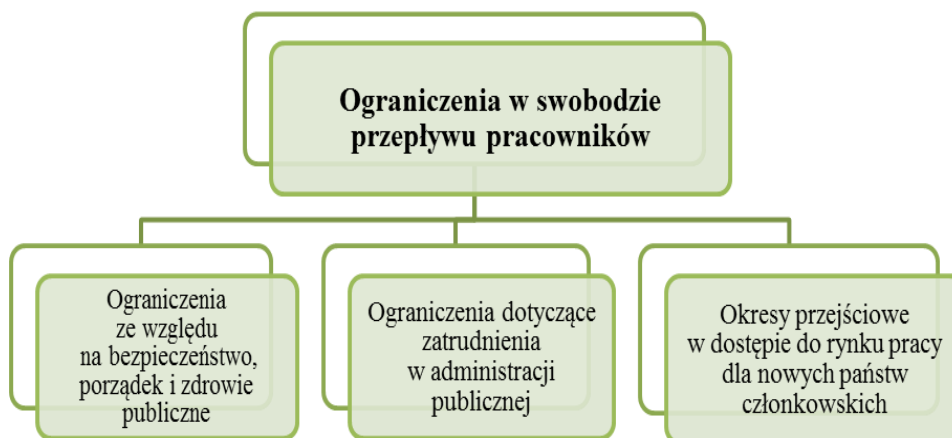 Ograniczenia w swobodzie
przepływu pracowników
Ograniczenia
ze względu
na bezpieczeństwo,
porządek i zdrowie
publiczne
Ograniczenia dotyczące
zatrudnienia
w administracji
publicznej
Okresy przejściowe
w dostępie do rynku pracy
dla nowych państw
członkowskich